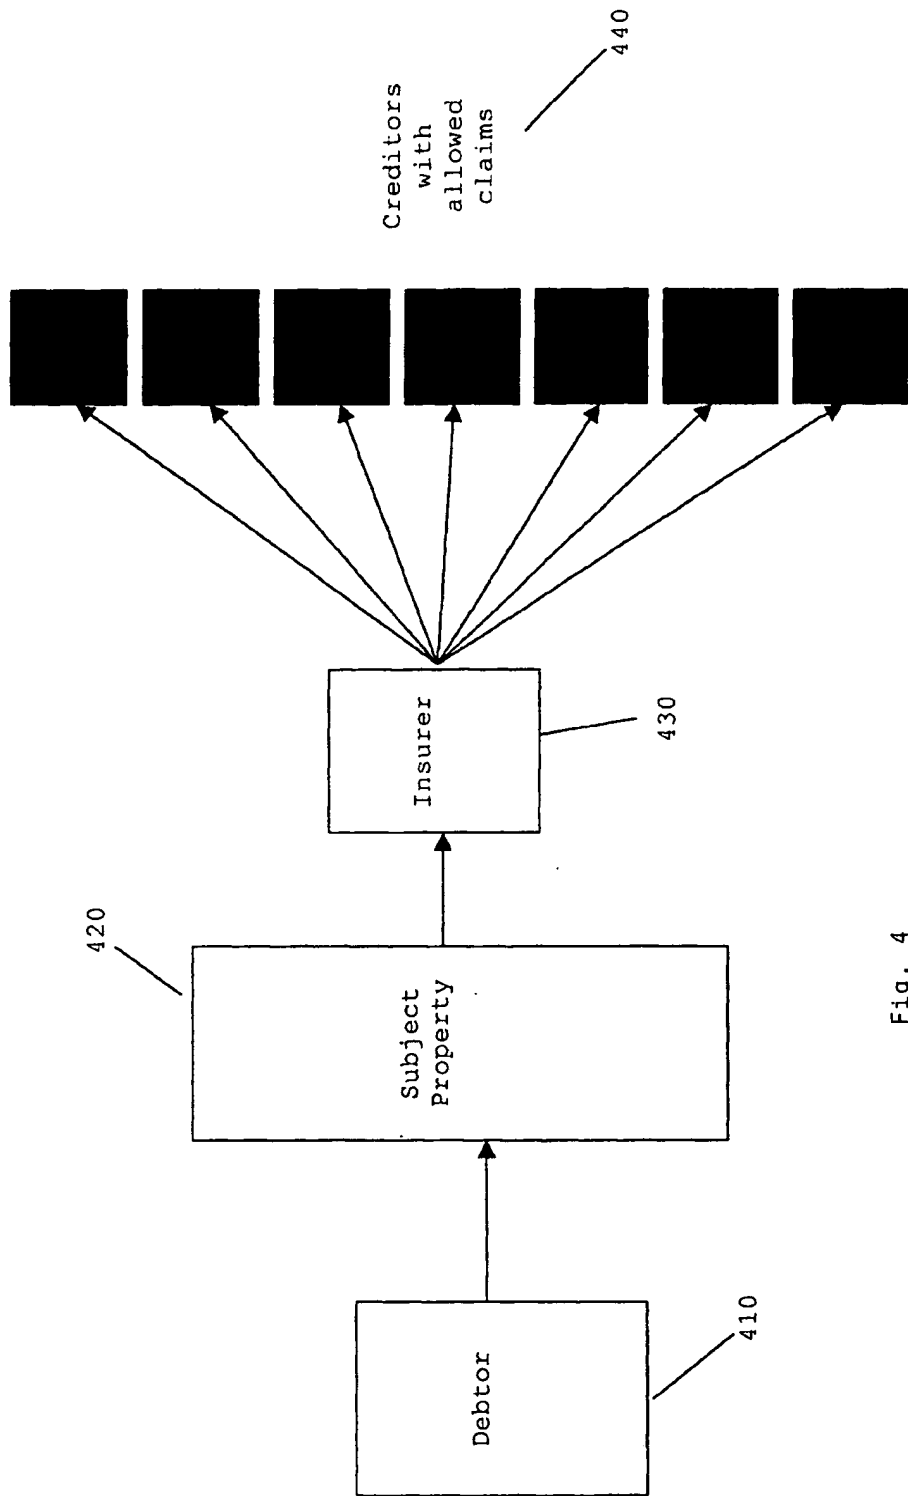 Debtor
410
Subject
Property
420
Insurer
430
Creditors
with
allowed
claims
440
Fig. 4